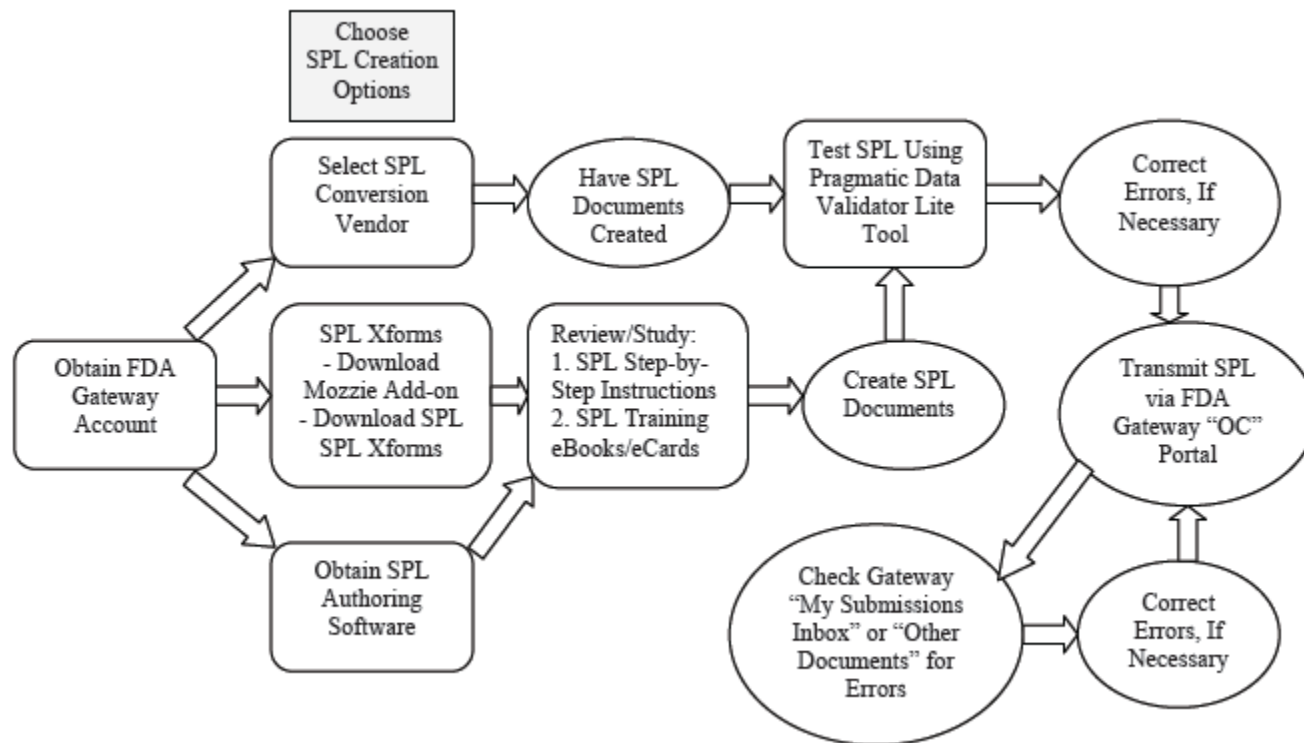 Choose
SPL Creation
Options
Select SPL
Conversion
Vendor
Have SPL
Documents
Created
Test SPL Using
Pragmatic Data
Validator Lite
Tool
Correct
Errors, If
Necessary
Obtain FDA
Gateway
Account
SPL Xforms
- Download
Mozzie Add-on
- Download SPL
SPL Xforms
Review/Study:
1. SPL Step-by-
Step Instructions
2. SPL Training
eBooks/eCards
Create SPL
Documents
Transmit SPL
via FDA
Gateway “OC”
Portal
Obtain SPL
Authoring
Software
Check Gateway
“My Submissions
Inbox” or “Other
Documents” for
Errors
Correct
Errors, If
Necessary